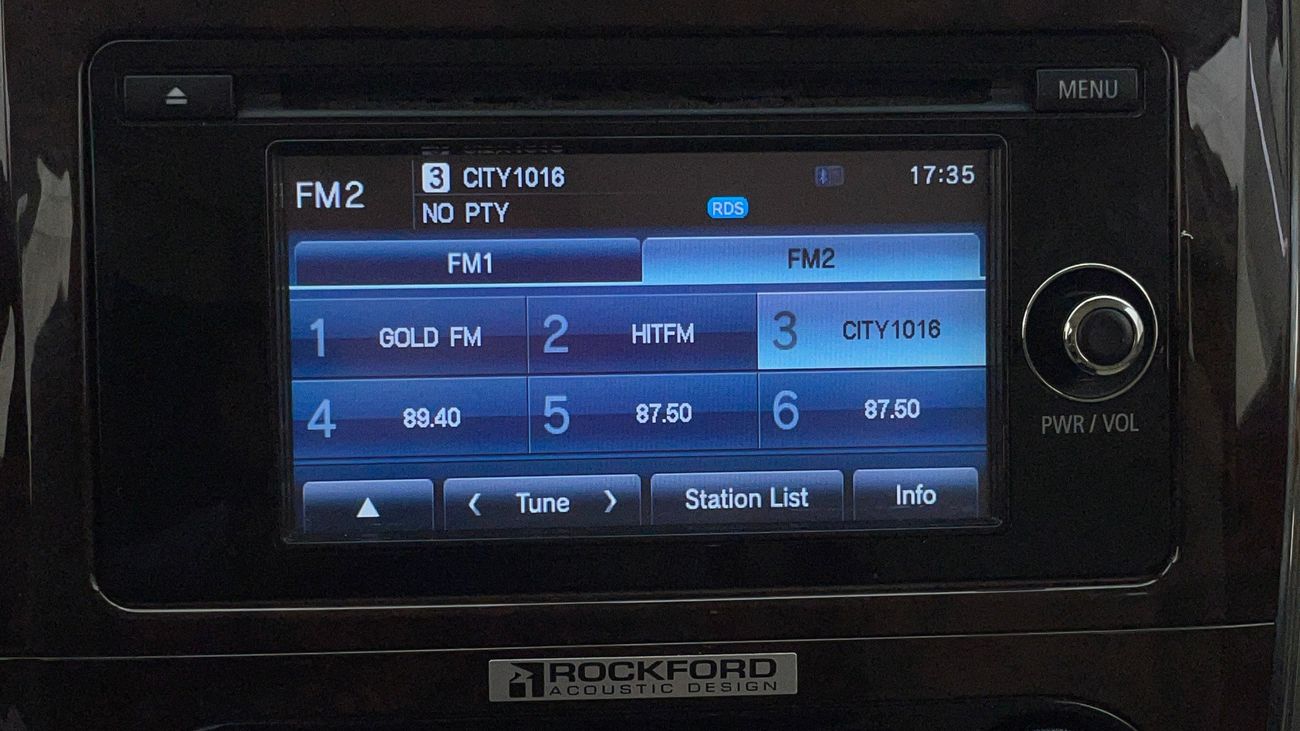 MENU
FM2
3 CITY1016
17:35
NO PTY
RDS
FM1
FM2
1 GOLD FM
2 HITFM
3 CITY1016
4 89.40
5 87.50
6 87.50
PWR / VOL
Tune
Station List
Info
ROCKFORD
ACOUSTIC DESIGN